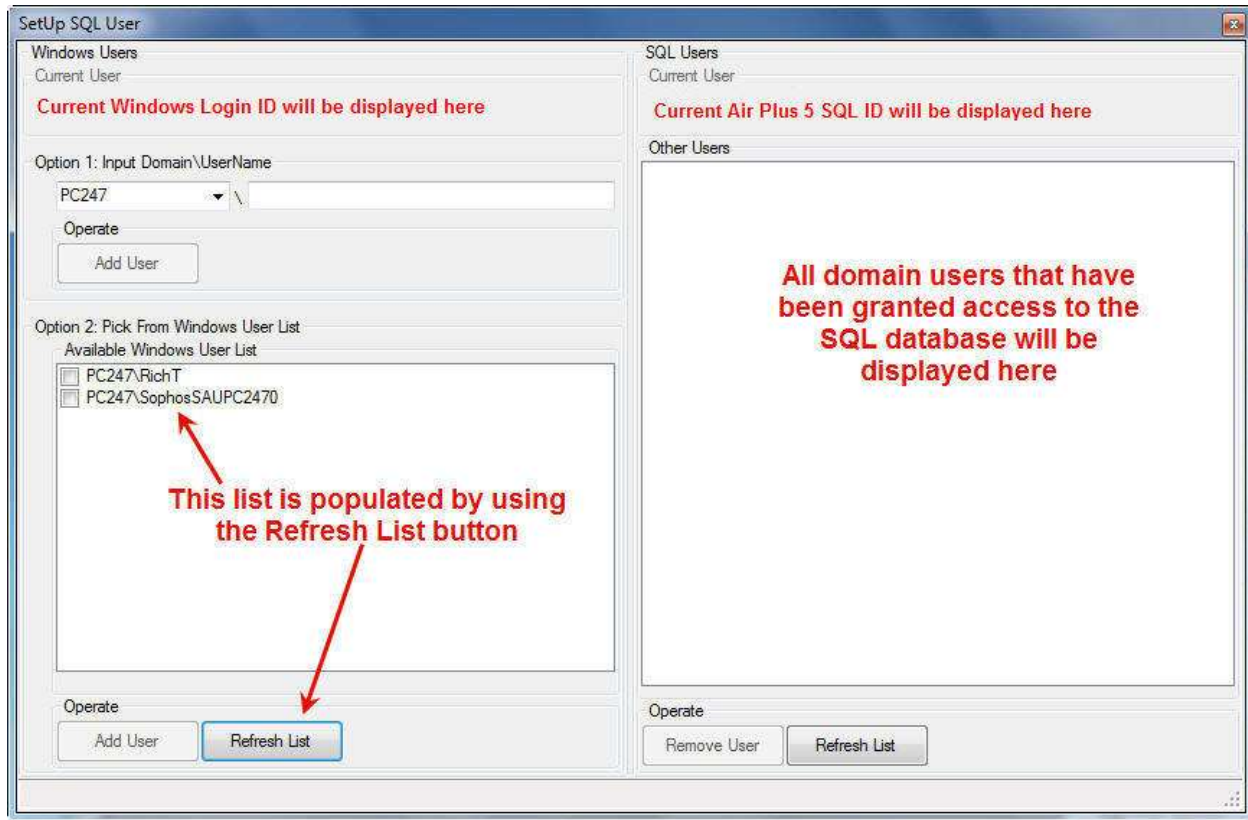 SetUp SQL User
Windows Users
Current User
Current Windows Login ID will be displayed here
Option 1: Input Domain\UserName
PC247
\
Operate
Add User
Option 2: Pick From Windows User List
Available Windows User List
PC247\RichT
PC247\SophosSAUPC2470
This list is populated by using
the Refresh List button
Operate
Add User
Refresh List
SQL Users
Current User
Current Air Plus 5 SQL ID will be displayed here
Other Users
All domain users that have
been granted access to the
SQL database will be
displayed here
Operate
Remove User
Refresh List